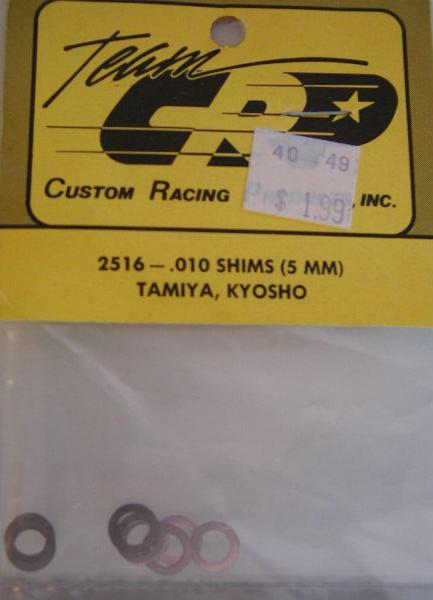 Team
CRP
CUSTOM RACING , INC.
40 49
$ 1.99
2516 — .010 SHIMS (5 MM)
TAMIYA, KYOSHO